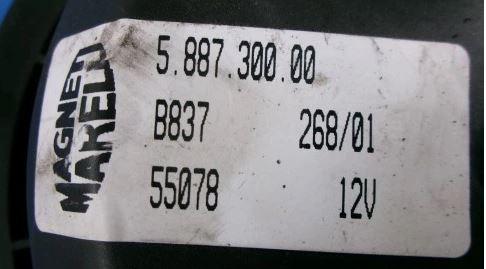 MAGNETI
MARELLI
5.887.300.00
B837 268/01
55078 12V